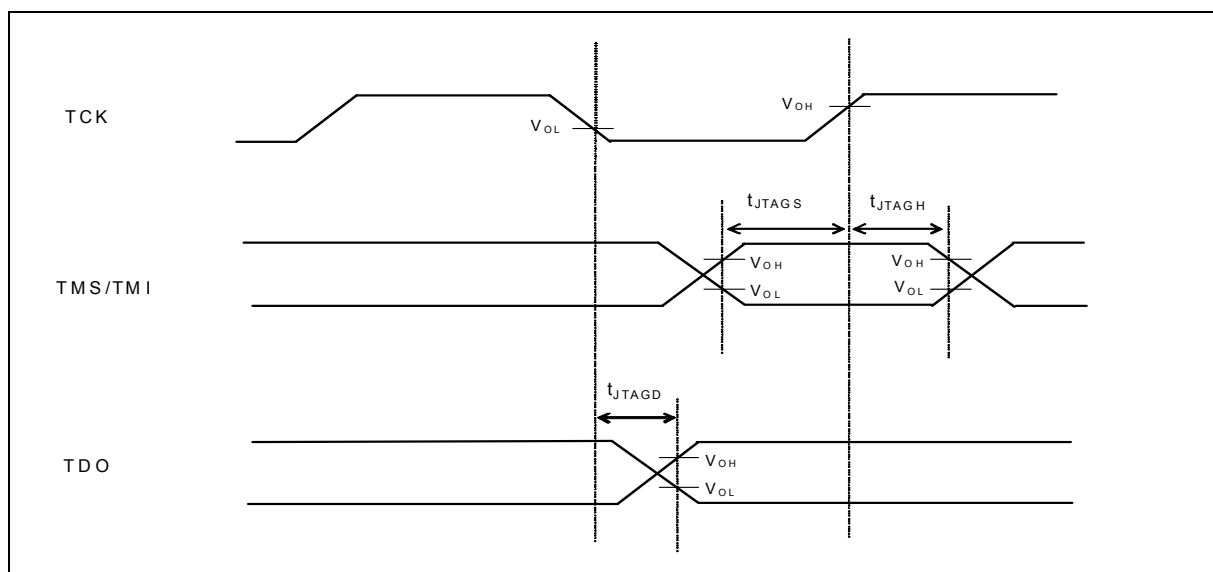 TCK
VOL
VOH
tJTAGS
tJTAGH
TMS/TMI
VOH
VOL
VOH
VOL
tJTAGD
TDO
VOH
VOL